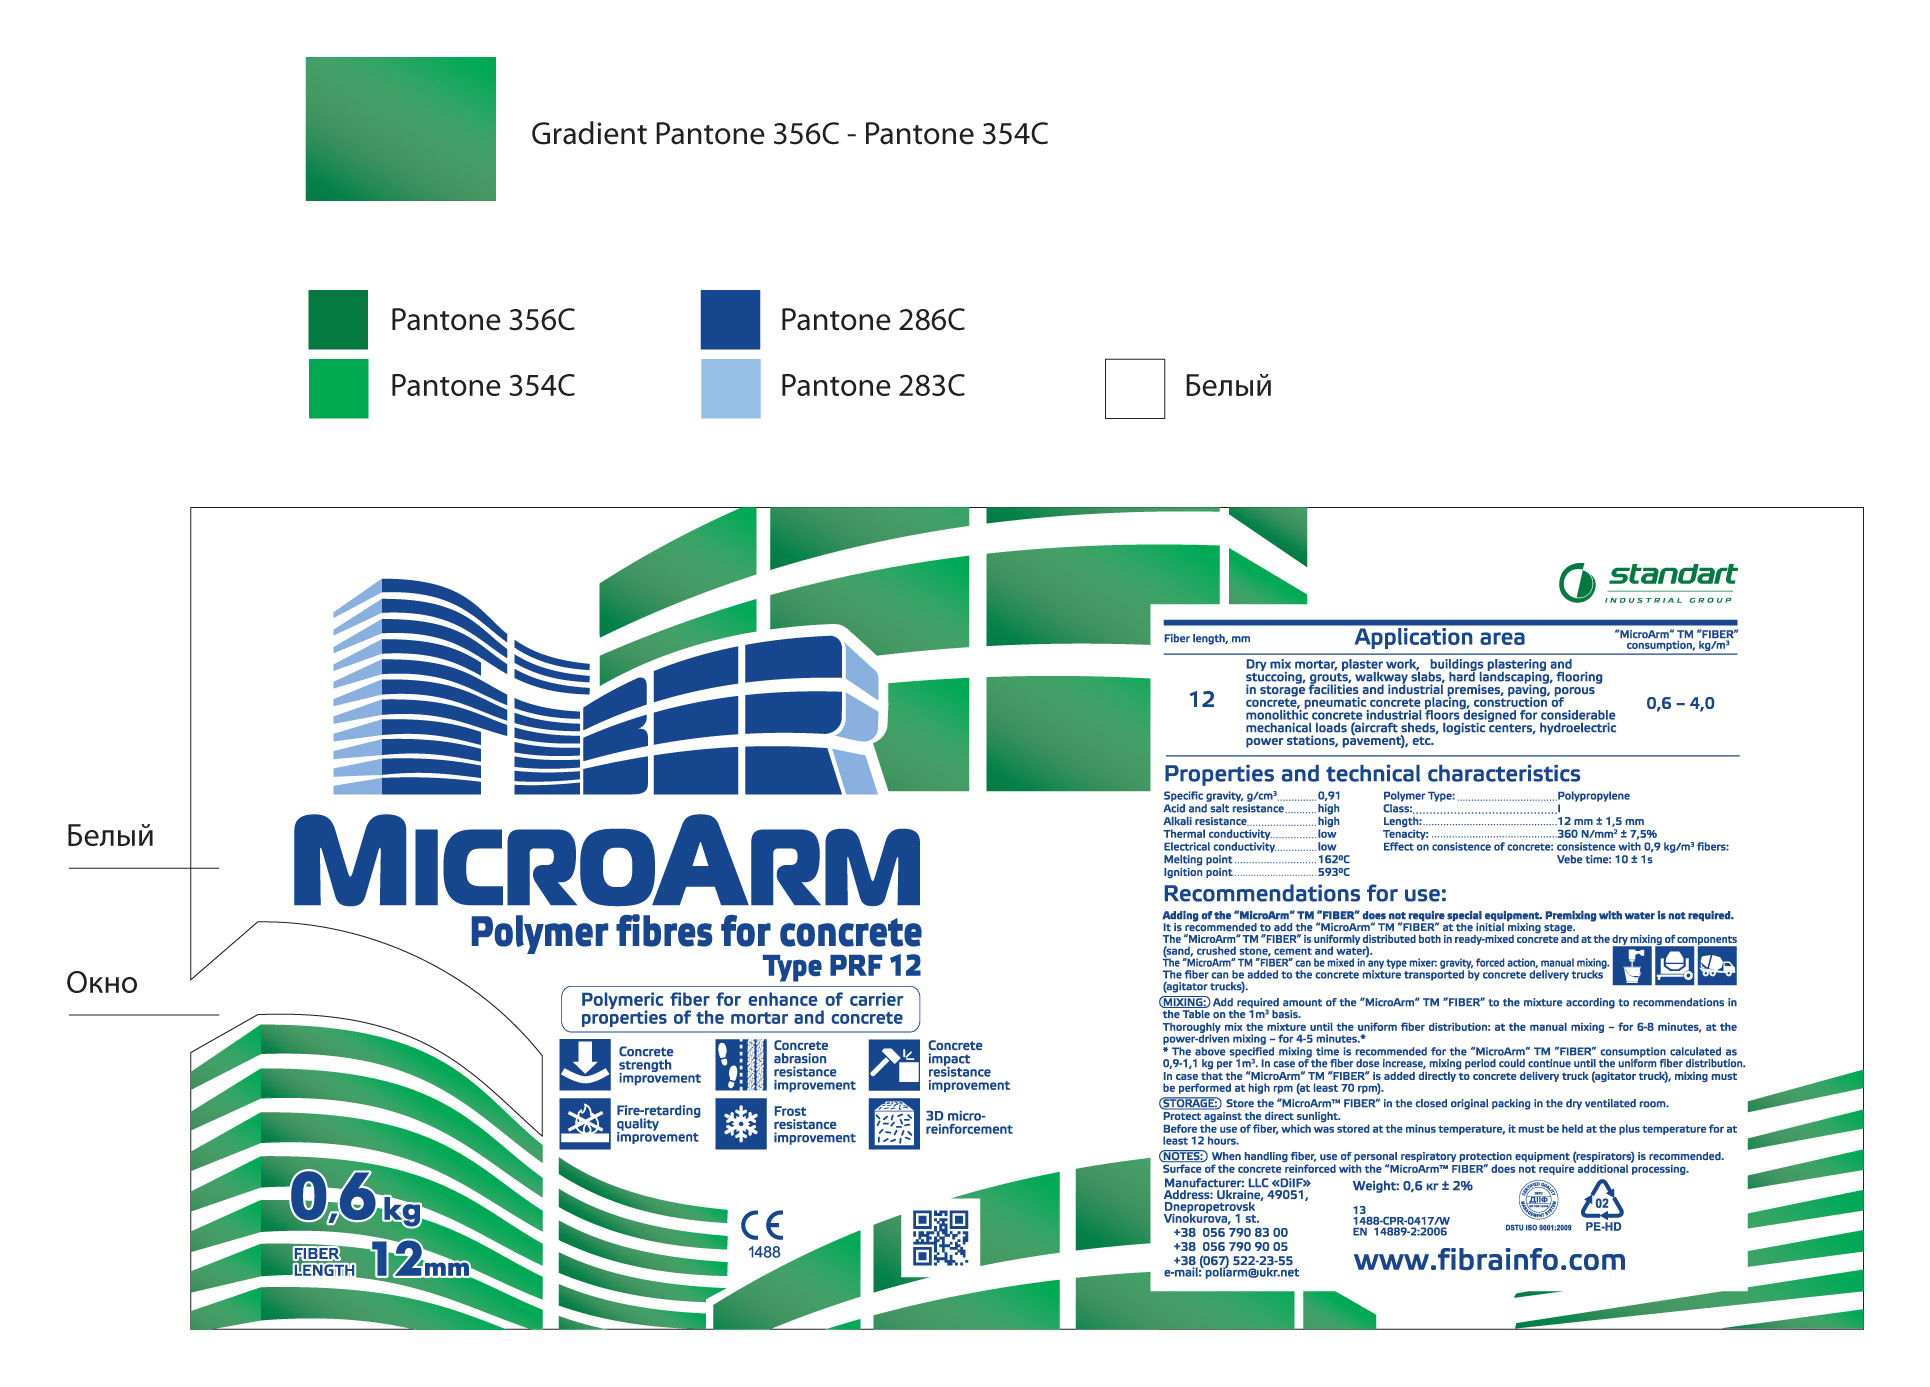 Gradient Pantone 356C - Pantone 354C
Pantone 356C
Pantone 286C
Pantone 354C
Pantone 283C
Белый
Белый
Окно
MICROARM
Polymer fibres for concrete
Type PRF 12
Polymeric fiber for enhance of carrier
properties of the mortar and concrete
Concrete
strength
improvement
Concrete
abrasion
resistance
improvement
Concrete
impact
resistance
improvement
Fire-retarding
quality
improvement
Frost
resistance
improvement
3D micro-
reinforcement
0,6 kg
FIBER
LENGTH
12mm
CE
1488
standart
INDUSTRIAL GROUP
Fiber length, mm
Application area
“MicroArm” TM ”FIBER”
consumption, kg/m³
12
Dry mix mortar, plaster work, buildings plastering and
stuccoing, grouts, walkway slabs, hard landscaping, flooring
in storage facilities and industrial premises, paving, porous
concrete, pneumatic concrete placing, construction of
monolithic concrete industrial floors designed for considerable
mechanical loads (aircraft sheds, logistic centers, hydroelectric
power stations, pavement), etc.
0,6 – 4,0
Properties and technical characteristics
Specific gravity, g/cm³ ............ 0,91
Acid and salt resistance .......... high
Alkali resistance .................. high
Thermal conductivity .............. low
Electrical conductivity ............ low
Melting point .......................... 162ºC
Ignition point .......................... 593ºC
Polymer Type: ................................ Polypropylene
Class: .............................................. I
Length: .......................................... 12 mm ± 1,5 mm
Tenacity: ........................................ 360 N/mm² ± 7,5%
Effect on consistence of concrete: consistence with 0,9 kg/m³ fibers:
Vebe time: 10 ± 1s
Recommendations for use:
Adding of the “MicroArm” TM ”FIBER” does not require special equipment. Premixing with water is not required.
It is recommended to add the “MicroArm” TM ”FIBER” at the initial mixing stage.
The “MicroArm” TM ”FIBER” is uniformly distributed both in ready-mixed concrete and at the dry mixing of components
(sand, crushed stone, cement and water).
The “MicroArm” TM ”FIBER” can be mixed in any type mixer: gravity, forced action, manual mixing.
The fiber can be added to the concrete mixture transported by concrete delivery trucks
(agitator trucks).
MIXING: Add required amount of the “MicroArm” TM ”FIBER” to the mixture according to recommendations in
the Table on the 1m³ basis.
Thoroughly mix the mixture until the uniform fiber distribution: at the manual mixing – for 6-8 minutes, at the
power-driven mixing – for 4-5 minutes.*
* The above specified mixing time is recommended for the “MicroArm” TM ”FIBER” consumption calculated as
0,9-1,1 kg per 1m³. In case of the fiber dose increase, mixing period could continue until the uniform fiber distribution.
In case that the “MicroArm” TM ”FIBER” is added directly to concrete delivery truck (agitator truck), mixing must
be performed at high rpm (at least 70 rpm).
STORAGE: Store the “MicroArm™ FIBER” in the closed original packing in the dry ventilated room.
Protect against the direct sunlight.
Before the use of fiber, which was stored at the minus temperature, it must be held at the plus temperature for at
least 12 hours.
NOTES: When handling fiber, use of personal respiratory protection equipment (respirators) is recommended.
Surface of the concrete reinforced with the “MicroArm™ FIBER” does not require additional processing.
Manufacturer: LLC «DiiF»
Address: Ukraine, 49051,
Dnepropetrovsk
Vinokurova, 1 st.
+38 056 790 83 00
+38 056 790 90 05
+38 (067) 522-23-55
e-mail: poliarm@ukr.net
Weight: 0,6 кг ± 2%
13
1488-CPR-0417/W
EN 14889-2:2006
www.fibrainfo.com
CERTIFIED QUALITY
ДІІФ
MANAGEMENT SYSTEM
DSTU ISO 9001:2009
02
PE-HD